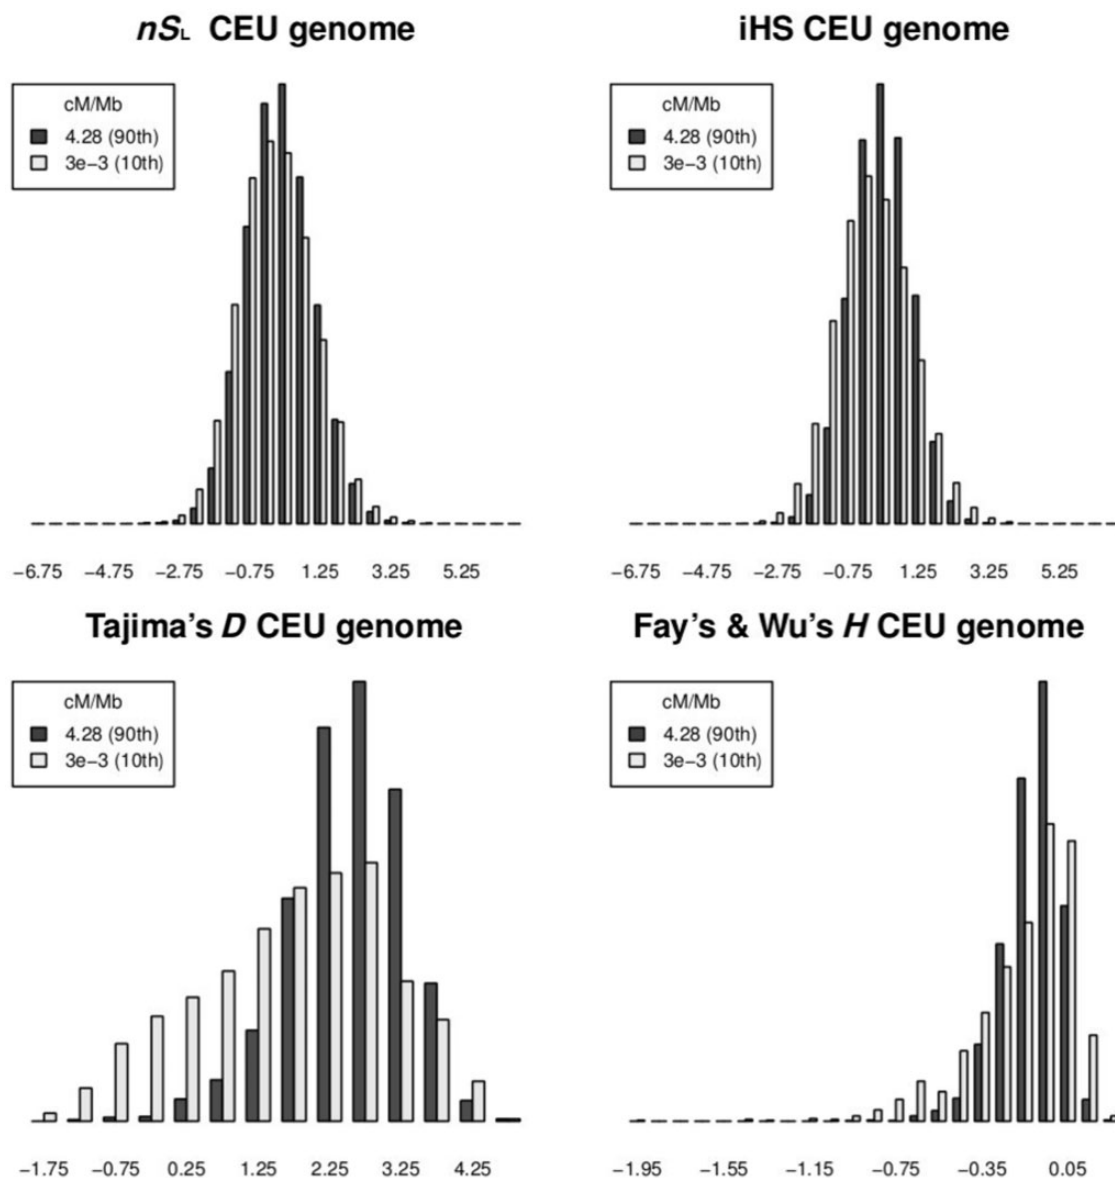 nSL CEU genome
cM/Mb
4.28 (90th)
3e−3 (10th)
−6.75 −4.75 −2.75 −0.75 1.25 3.25 5.25
iHS CEU genome
cM/Mb
4.28 (90th)
3e−3 (10th)
−6.75 −4.75 −2.75 −0.75 1.25 3.25 5.25
Tajima’s D CEU genome
cM/Mb
4.28 (90th)
3e−3 (10th)
−1.75 −0.75 0.25 1.25 2.25 3.25 4.25
Fay’s & Wu’s H CEU genome
cM/Mb
4.28 (90th)
3e−3 (10th)
−1.95 −1.55 −1.15 −0.75 −0.35 0.05